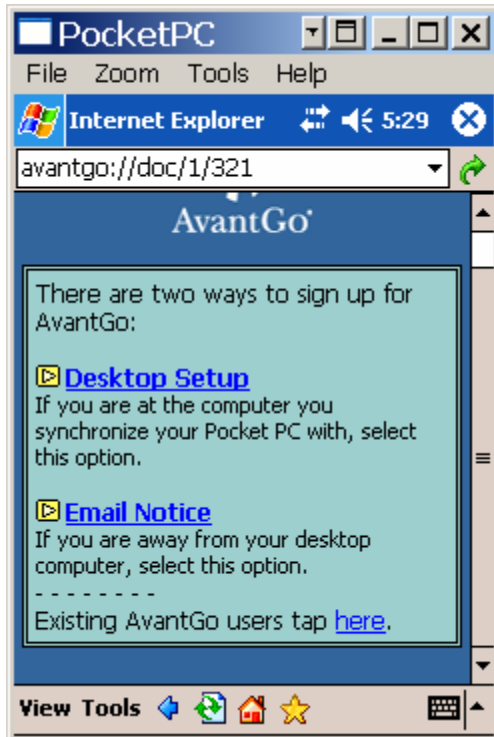 PocketPC
File Zoom Tools Help
Internet Explorer 5:29
avantgo://doc/1/321
AvantGo
There are two ways to sign up for
AvantGo:
Desktop Setup
If you are at the computer you
synchronize your Pocket PC with, select
this option.
Email Notice
If you are away from your desktop
computer, select this option.
- - - - - - - -
Existing AvantGo users tap here.
View Tools